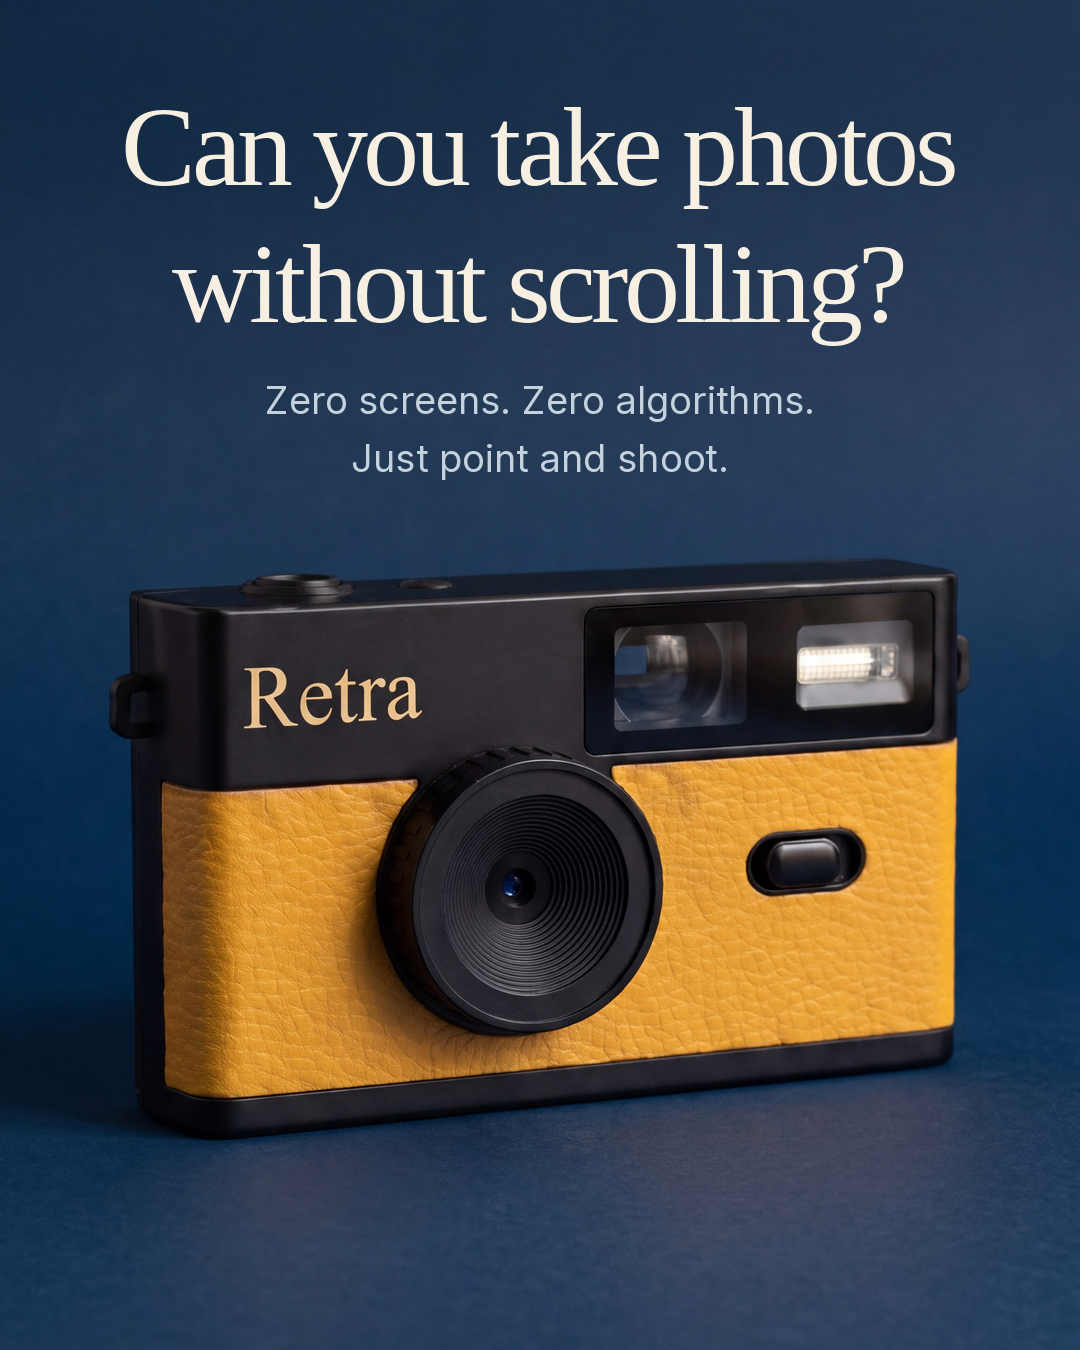 Can you take photos
without scrolling?
Zero screens. Zero algorithms.
Just point and shoot.
Retra